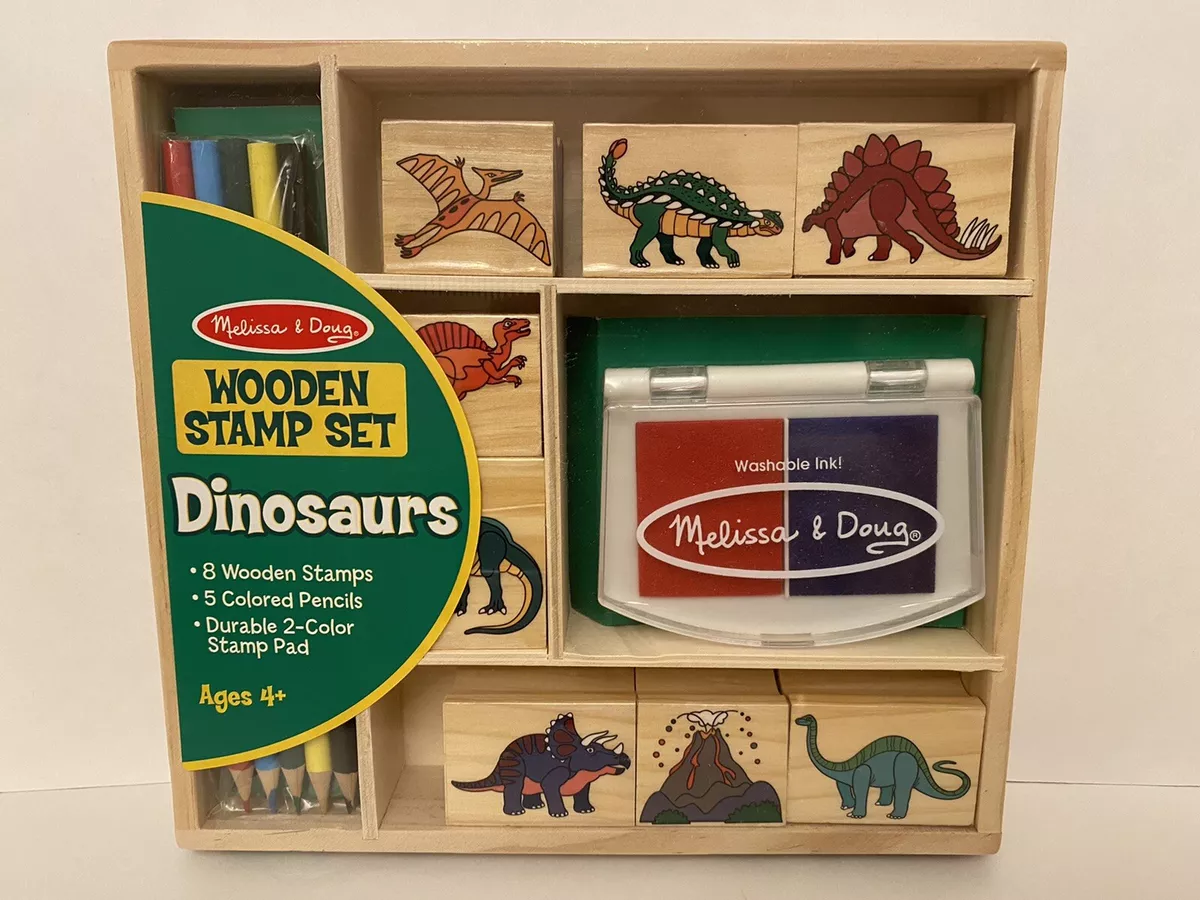 Melissa & Doug®
WOODEN
STAMP SET
Dinosaurs
• 8 Wooden Stamps
• 5 Colored Pencils
• Durable 2-Color
Stamp Pad
Ages 4+
Washable Ink!
Melissa & Doug®